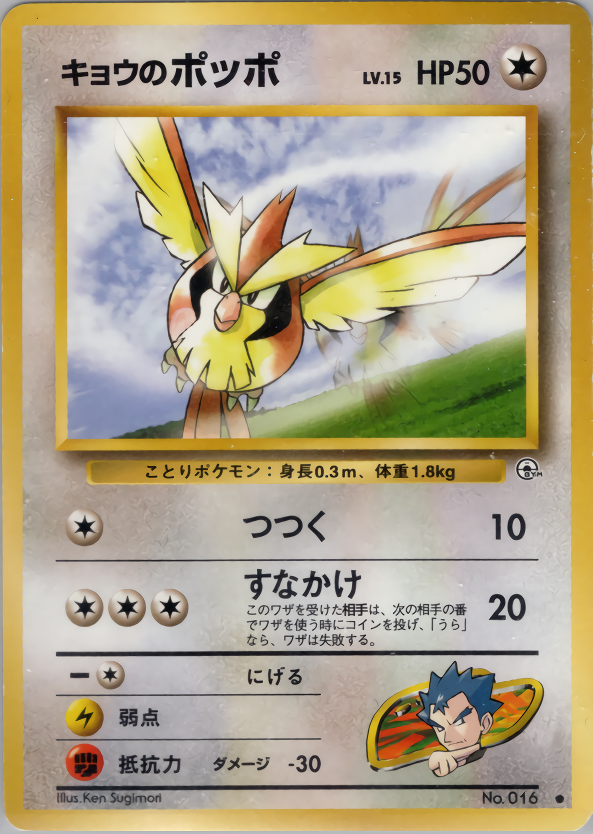 キョウのポッポ LV.15 HP50
ことりポケモン：身長0.3m、体重1.8kg
GYM
つつく 10
すなかけ 20
このワザを受けた相手は、次の相手の番
でワザを使う時にコインを投げ、「うら」
なら、ワザは失敗する。
にげる
弱点
抵抗力 ダメージ -30
Illus.Ken Sugimori No.016